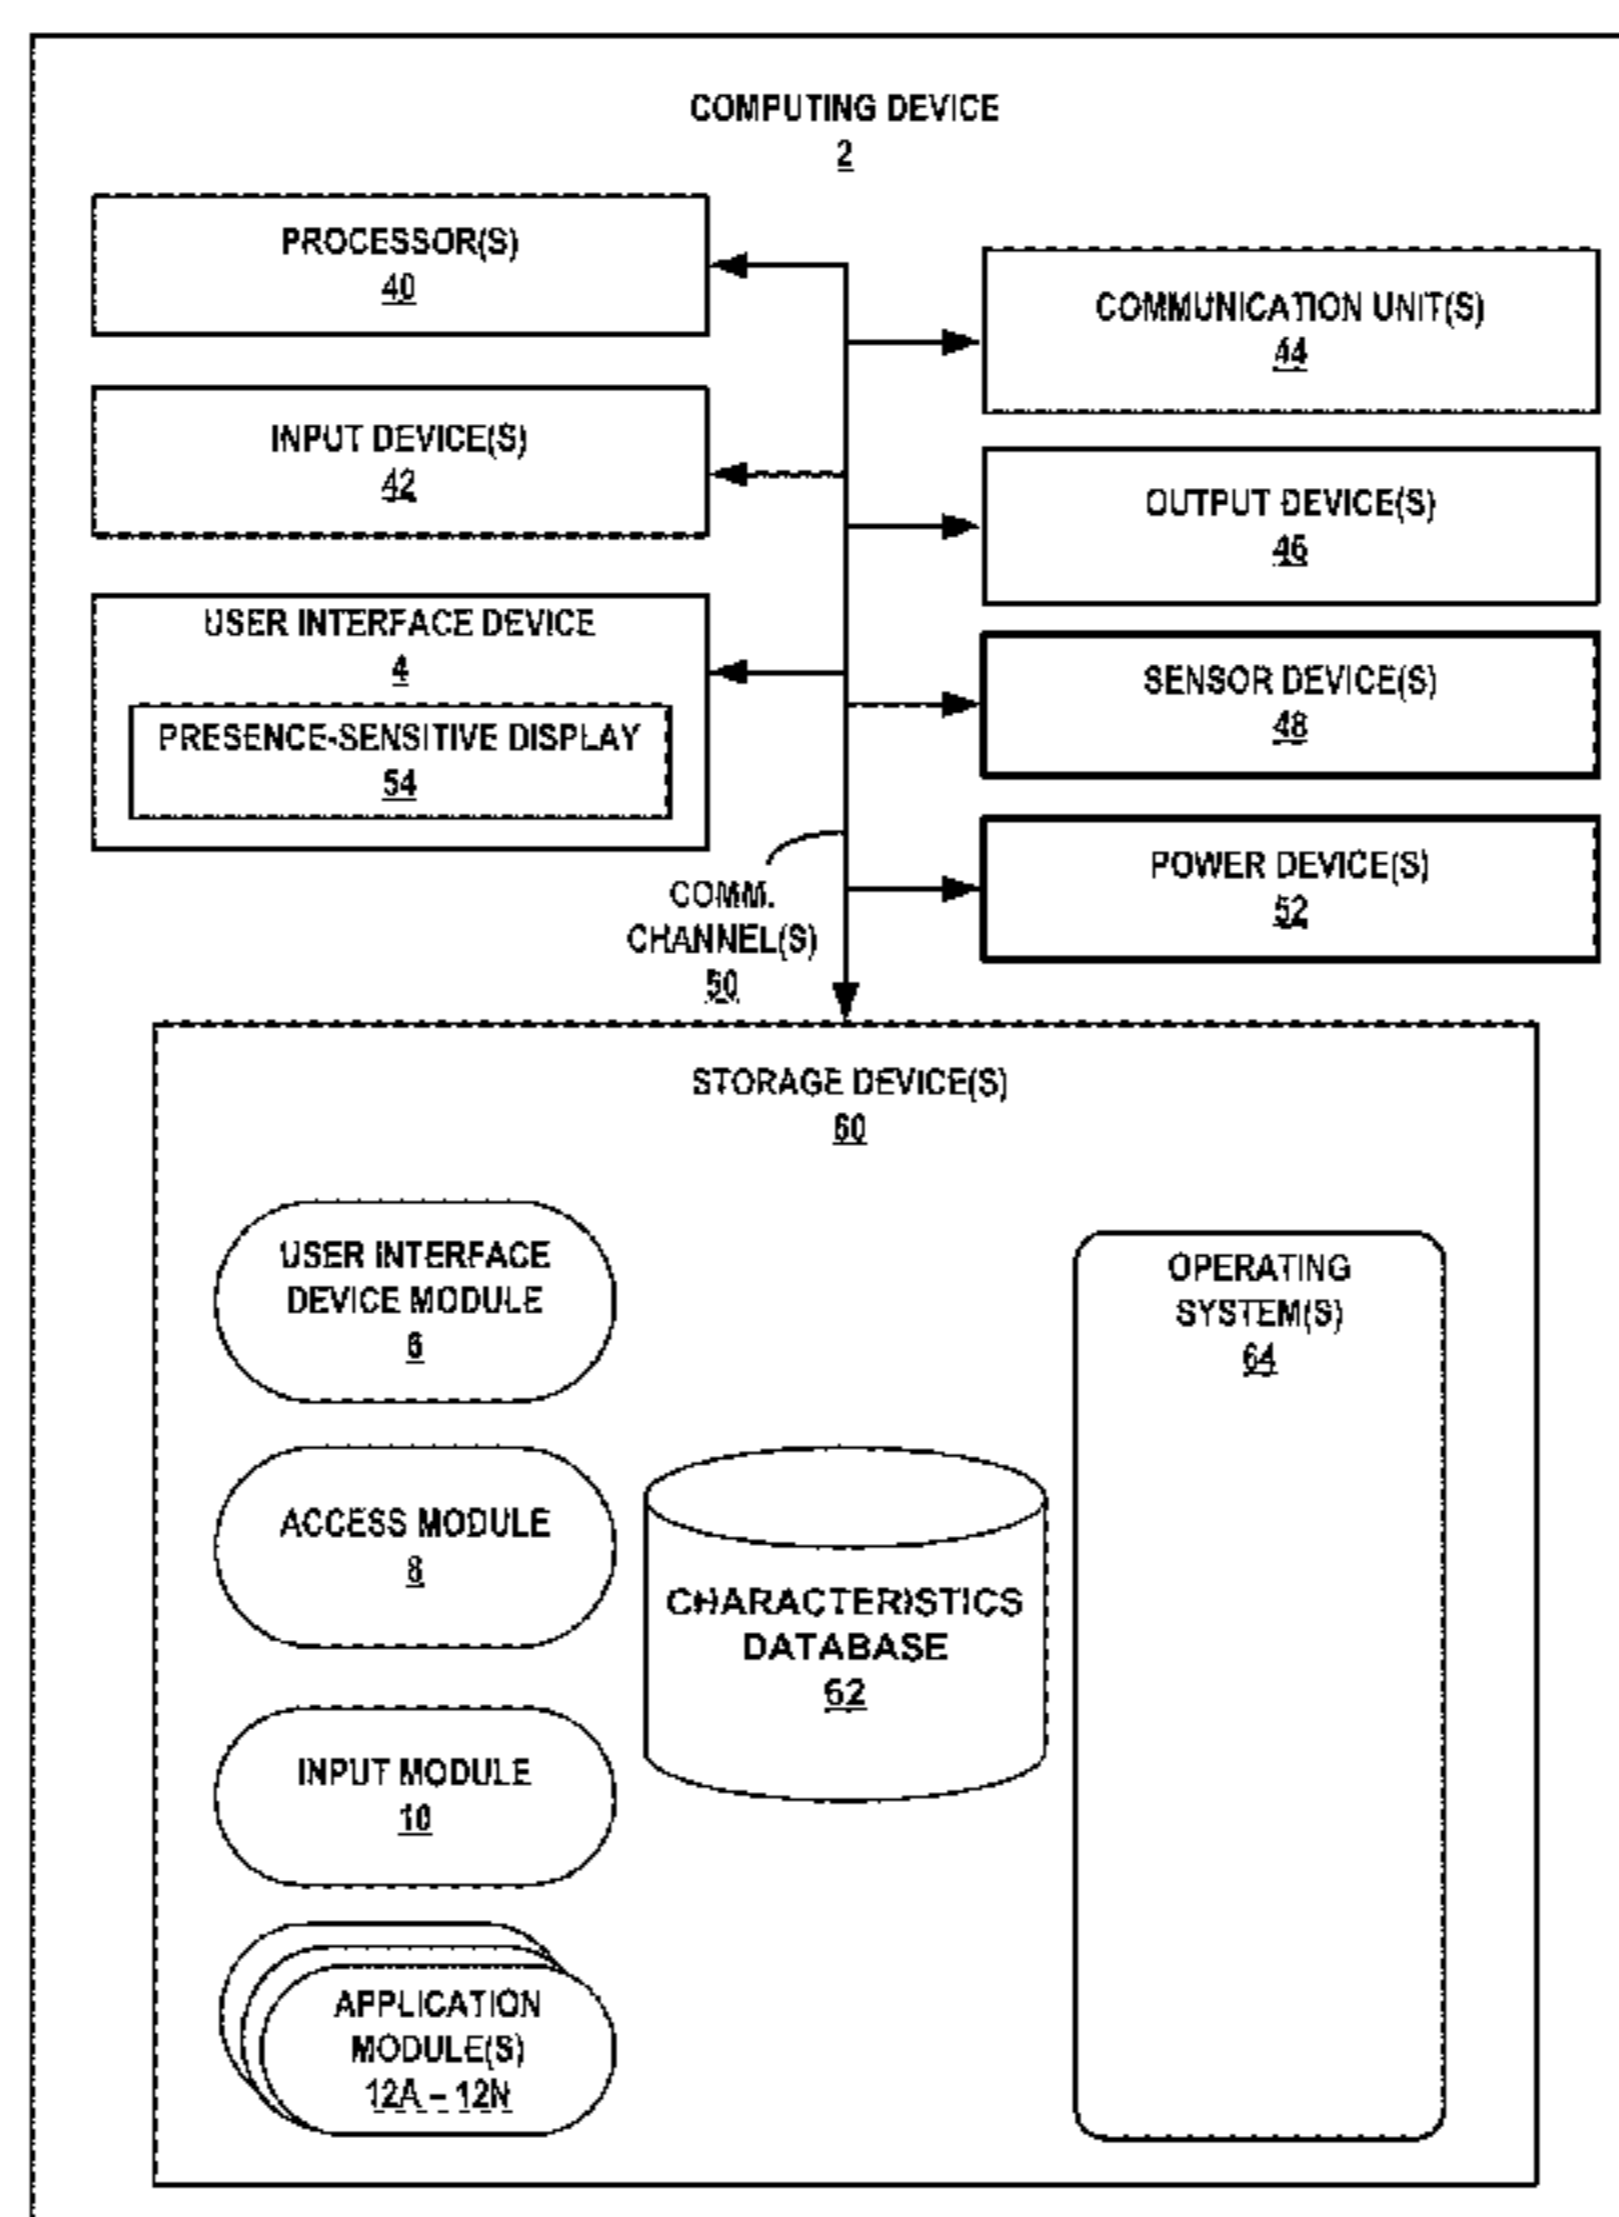 COMPUTING DEVICE
2
PROCESSOR(S)
40
INPUT DEVICE(S)
42
USER INTERFACE DEVICE
4
PRESENCE-SENSITIVE DISPLAY
54
COMMUNICATION UNIT(S)
44
OUTPUT DEVICE(S)
46
SENSOR DEVICE(S)
48
POWER DEVICE(S)
52
COMM.
CHANNEL(S)
50
STORAGE DEVICE(S)
60
USER INTERFACE
DEVICE MODULE
6
ACCESS MODULE
8
INPUT MODULE
10
APPLICATION
MODULE(S)
12A – 12N
CHARACTERISTICS
DATABASE
62
OPERATING
SYSTEM(S)
64